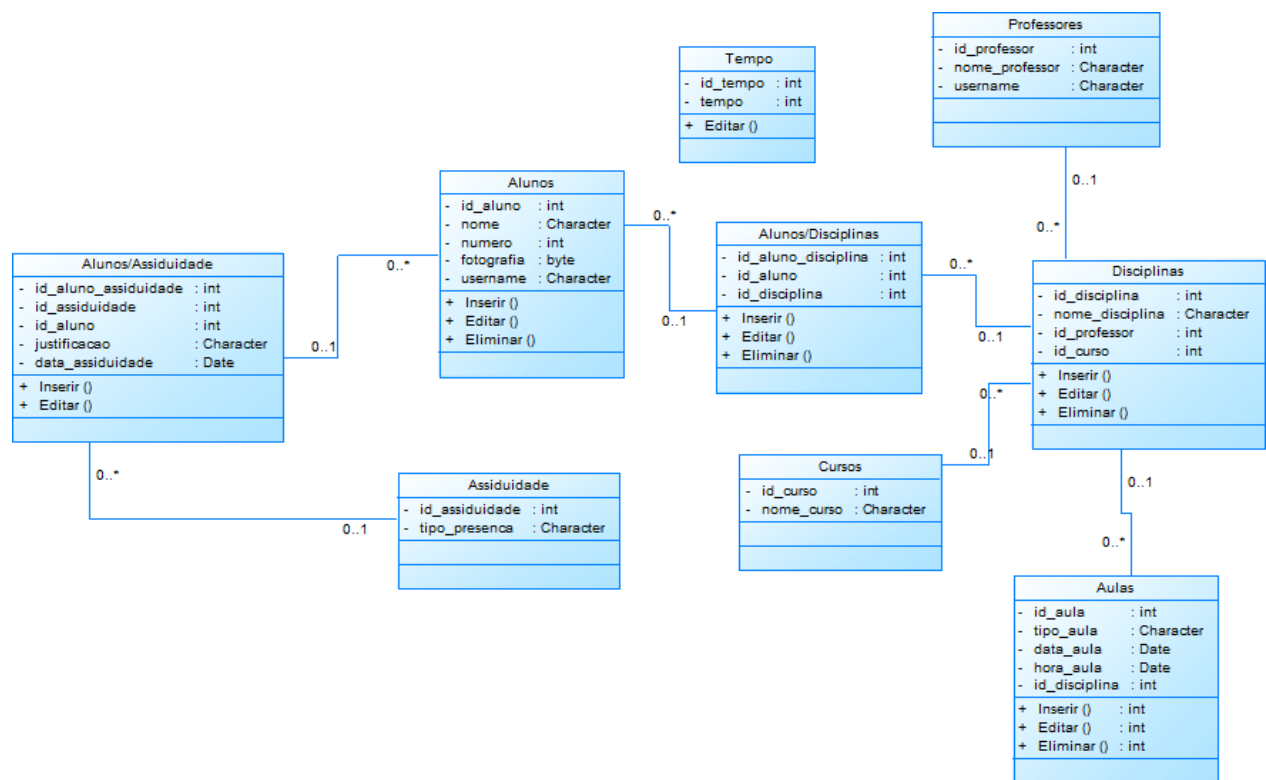 Professores
- id_professor : int
- nome_professor : Character
- username : Character
Tempo
- id_tempo : int
- tempo : int
+ Editar ()
0..1
0..*
Alunos
- id_aluno : int
- nome : Character
- numero : int
- fotografia : byte
- username : Character
+ Inserir ()
+ Editar ()
+ Eliminar ()
0..*
0..1
Alunos/Disciplinas
- id_aluno_disciplina : int
- id_aluno : int
- id_disciplina : int
+ Inserir ()
+ Editar ()
+ Eliminar ()
0..*
0..1
Alunos/Assiduidade
- id_aluno_assiduidade : int
- id_assiduidade : int
- id_aluno : int
- justificacao : Character
- data_assiduidade : Date
+ Inserir ()
+ Editar ()
0..*
0..1
Disciplinas
- id_disciplina : int
- nome_disciplina : Character
- id_professor : int
- id_curso : int
+ Inserir ()
+ Editar ()
+ Eliminar ()
0..*
0..1
Cursos
- id_curso : int
- nome_curso : Character
0..*
0..1
Assiduidade
- id_assiduidade : int
- tipo_presenca : Character
0..1
0..*
Aulas
- id_aula : int
- tipo_aula : Character
- data_aula : Date
- hora_aula : Date
- id_disciplina : int
+ Inserir () : int
+ Editar () : int
+ Eliminar () : int